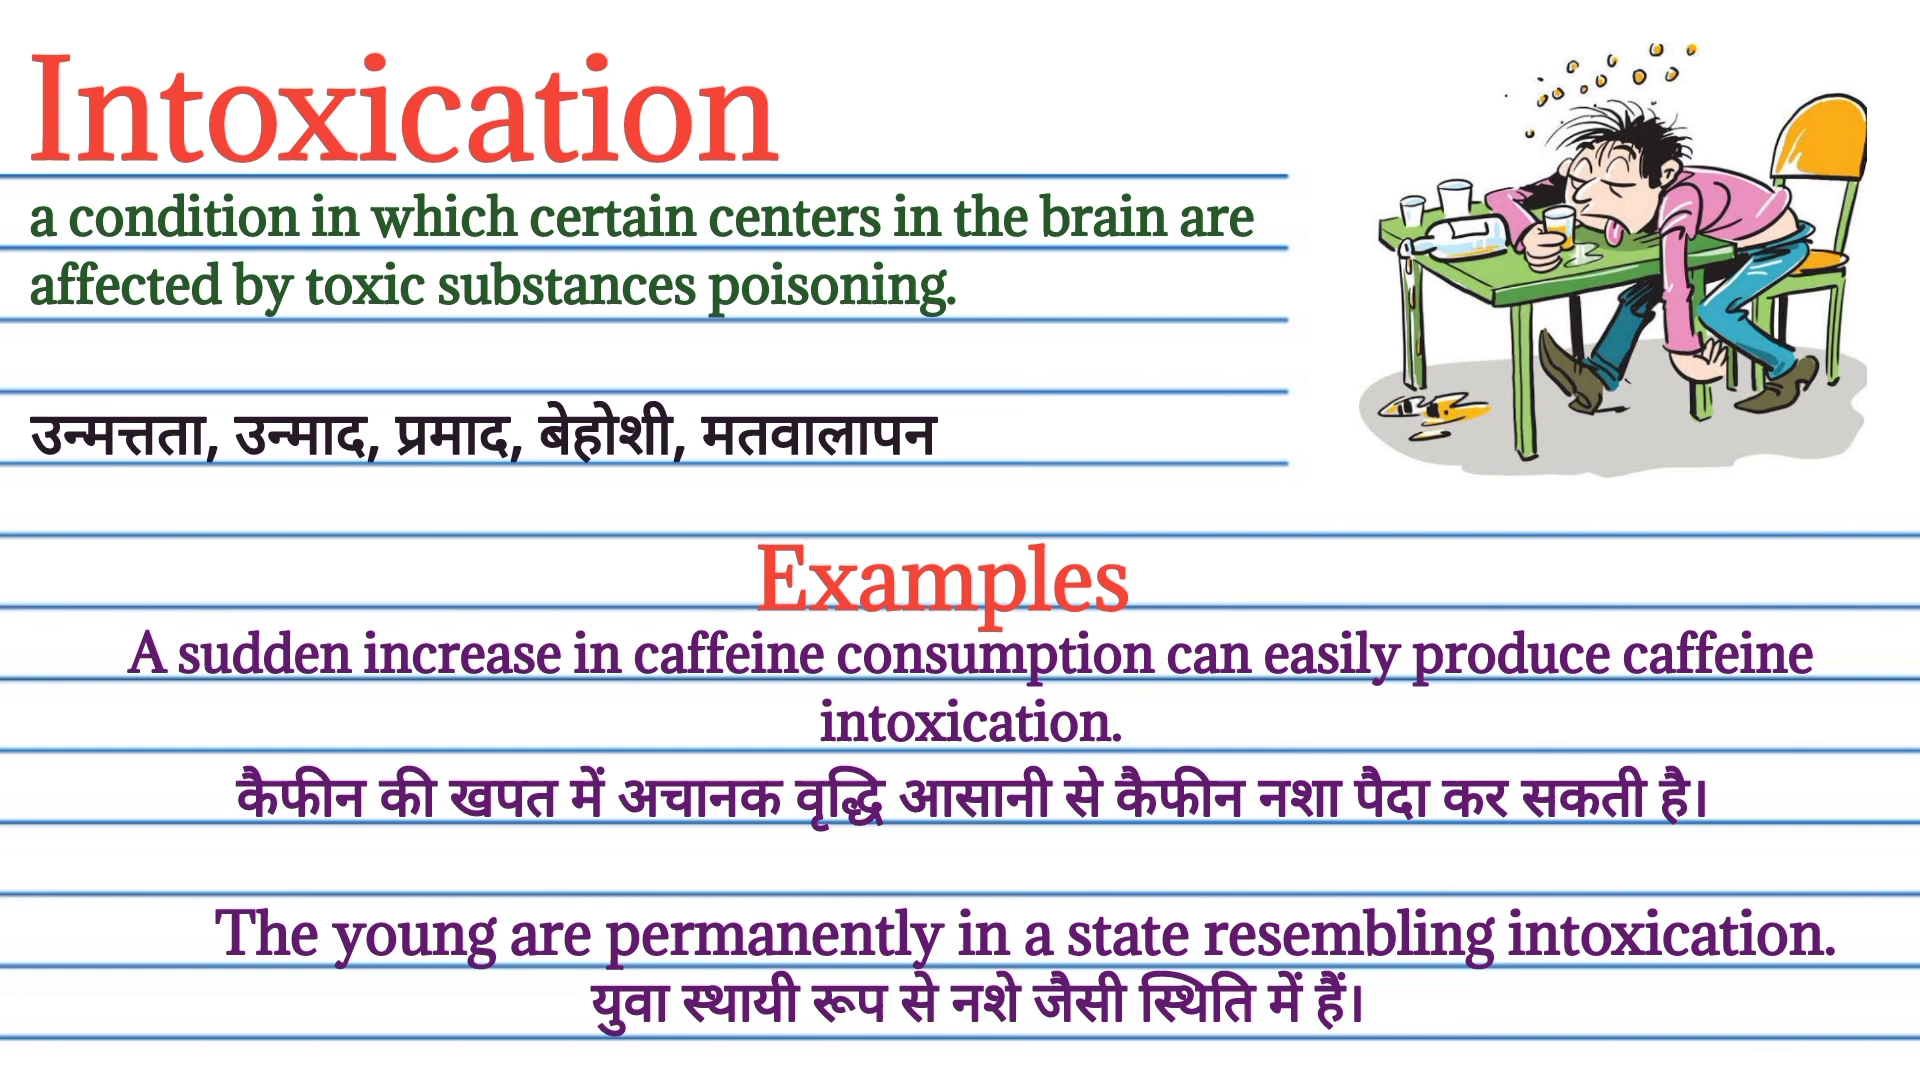 Intoxication
a condition in which certain centers in the brain are
affected by toxic substances poisoning.
उन्मत्तता, उन्माद, प्रमाद, बेहोशी, मतवालापन
Examples
A sudden increase in caffeine consumption can easily produce caffeine
intoxication.
कैफीन की खपत में अचानक वृद्धि आसानी से कैफीन नशा पैदा कर सकती है।
The young are permanently in a state resembling intoxication.
युवा स्थायी रूप से नशे जैसी स्थिति में हैं।